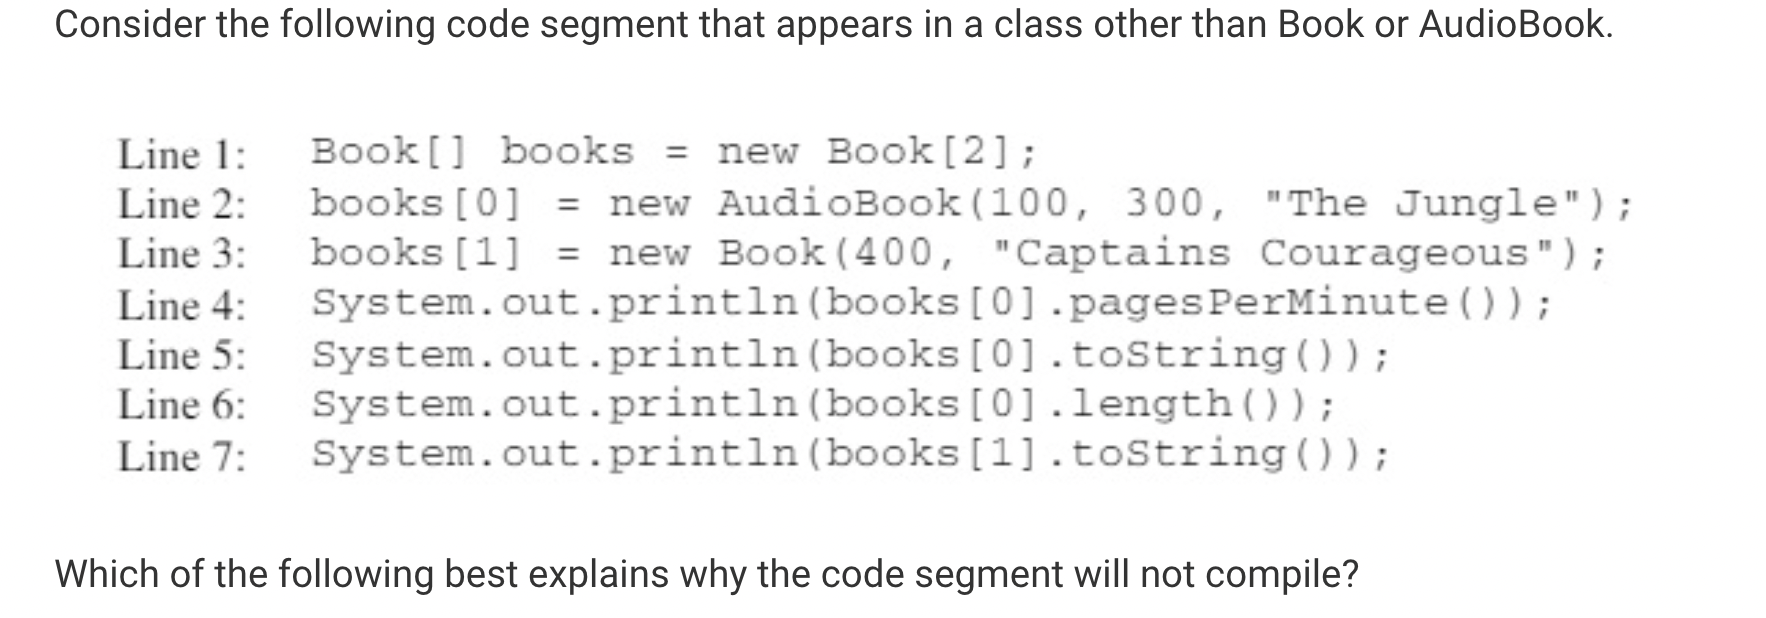 Consider the following code segment that appears in a class other than Book or AudioBook.
Line 1: Book[] books = new Book[2];
Line 2: books[0] = new AudioBook(100, 300, "The Jungle");
Line 3: books[1] = new Book(400, "Captains Courageous");
Line 4: System.out.println(books[0].pagesPerMinute());
Line 5: System.out.println(books[0].toString());
Line 6: System.out.println(books[0].length());
Line 7: System.out.println(books[1].toString());
Which of the following best explains why the code segment will not compile?